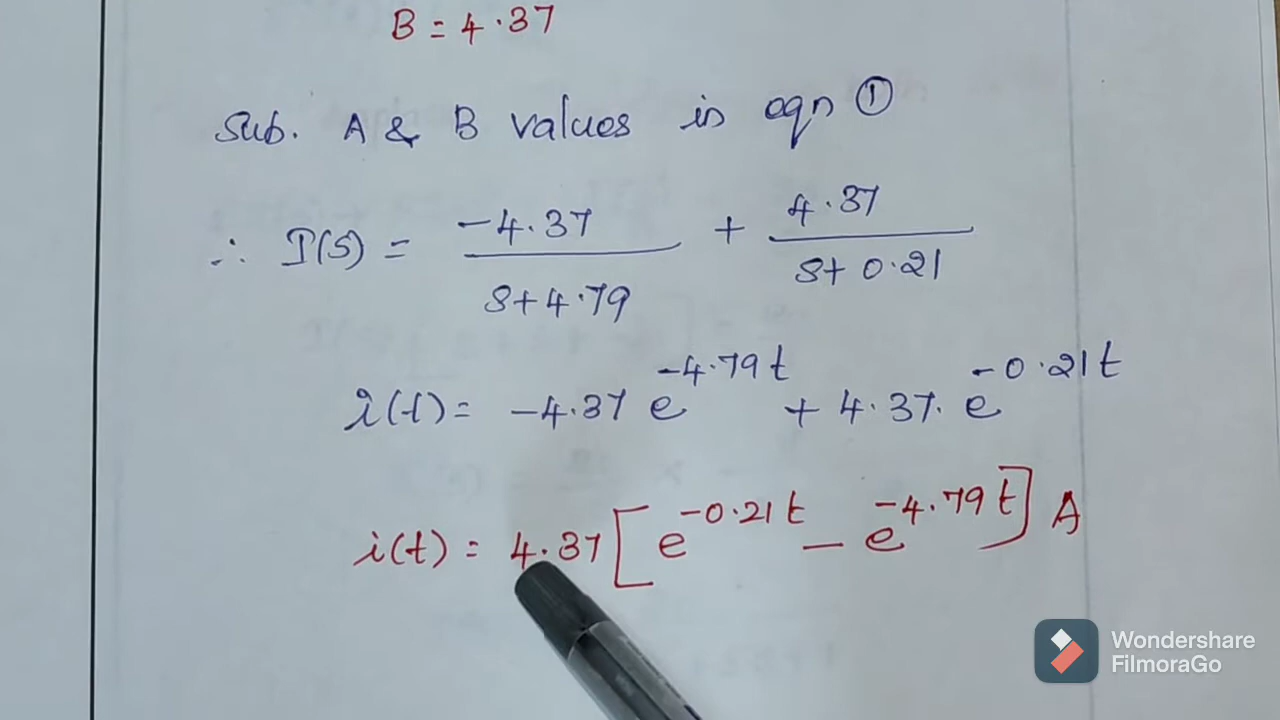 B = 4.37
Sub. A & B values in eqn ①
∴ I(S) = -4.37 / S+4.79 + 4.37 / S+0.21
i(t) = -4.37 e^-4.79t + 4.37. e^-0.21t
i(t) = 4.37 [e^-0.21t - e^-4.79t] A
Wondershare
FilmoraGo